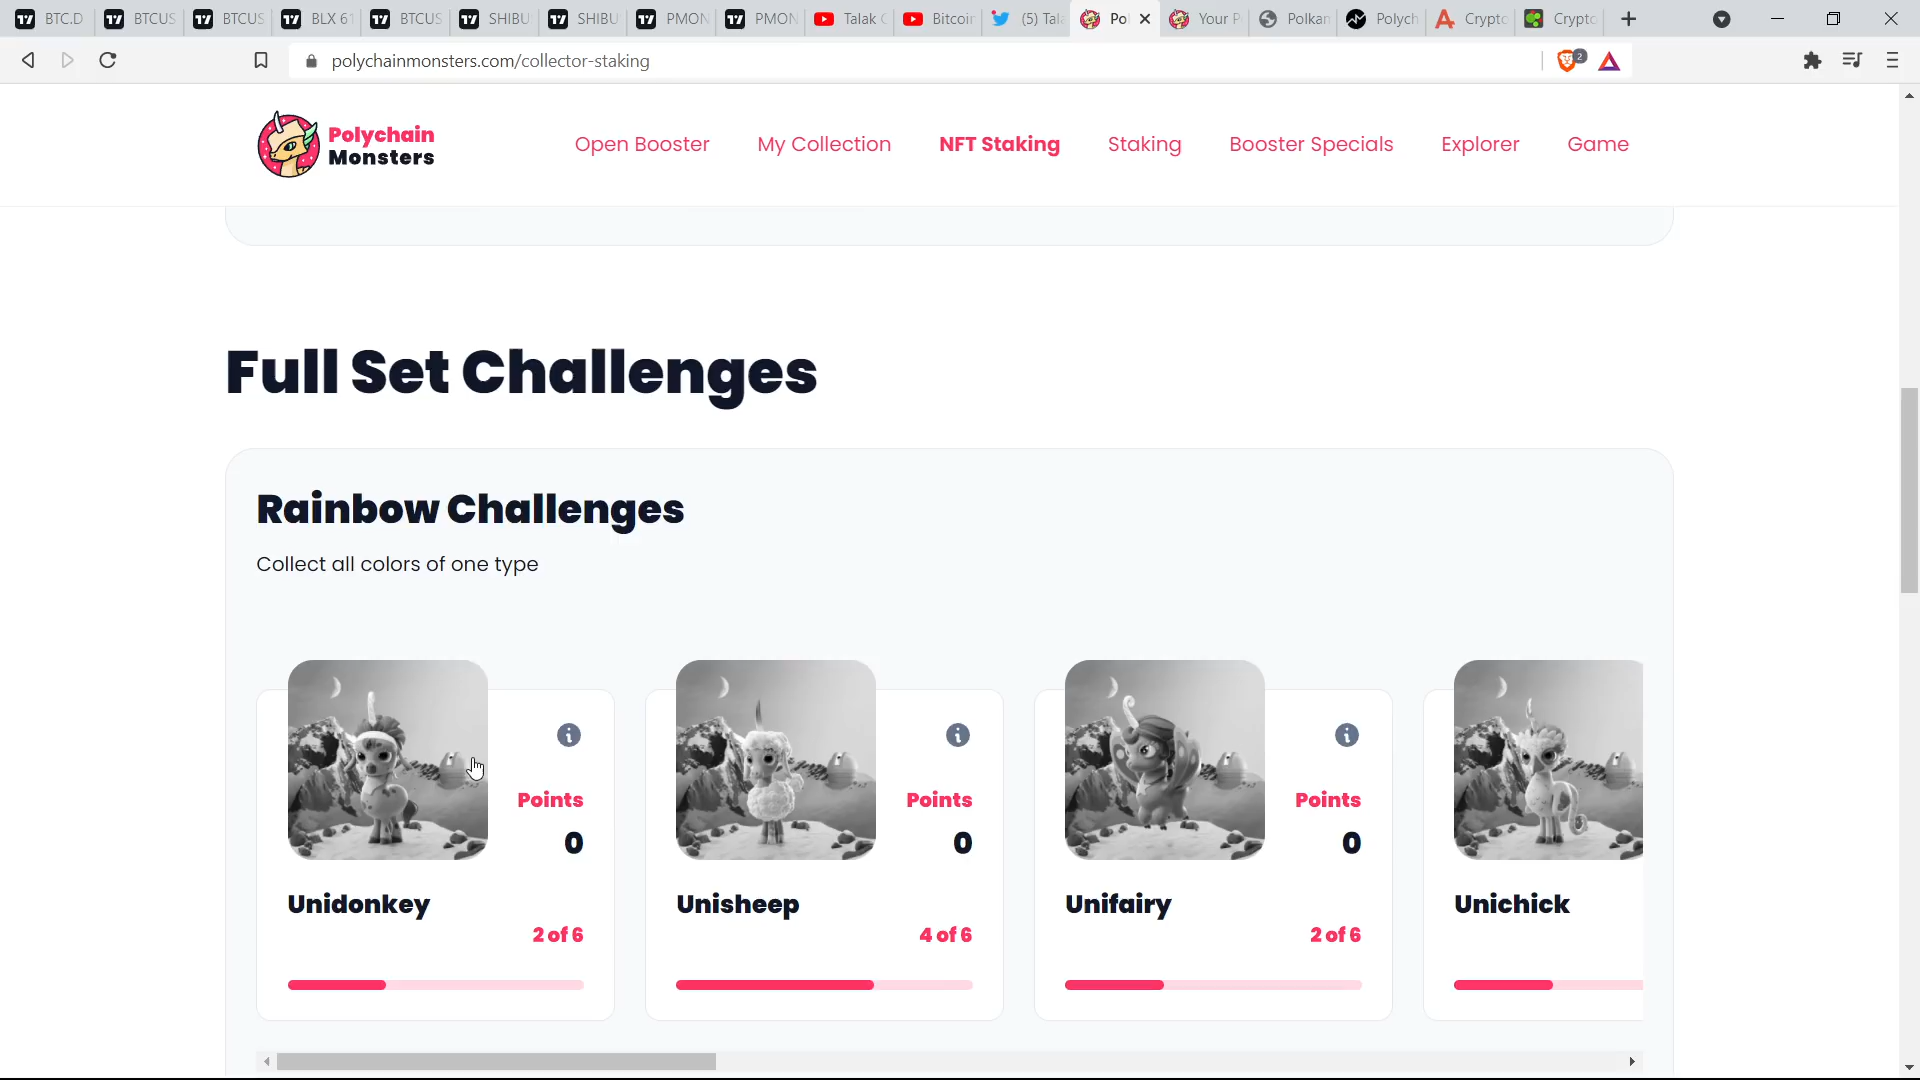 BTC.D
BTCUS
BTCUS
BLX 61
BTCUS
SHIBU
SHIBU
PMON
PMON
Talak C
Bitcoin
(5) Tala
Po
Your P
Polkan
Polych
Crypto
Crypto
polychainmonsters.com/collector-staking
2
Polychain
Monsters
Open Booster
My Collection
NFT Staking
Staking
Booster Specials
Explorer
Game
Full Set Challenges
Rainbow Challenges
Collect all colors of one type
Points
0
Unidonkey
2 of 6
Points
0
Unisheep
4 of 6
Points
0
Unifairy
2 of 6
Unichick